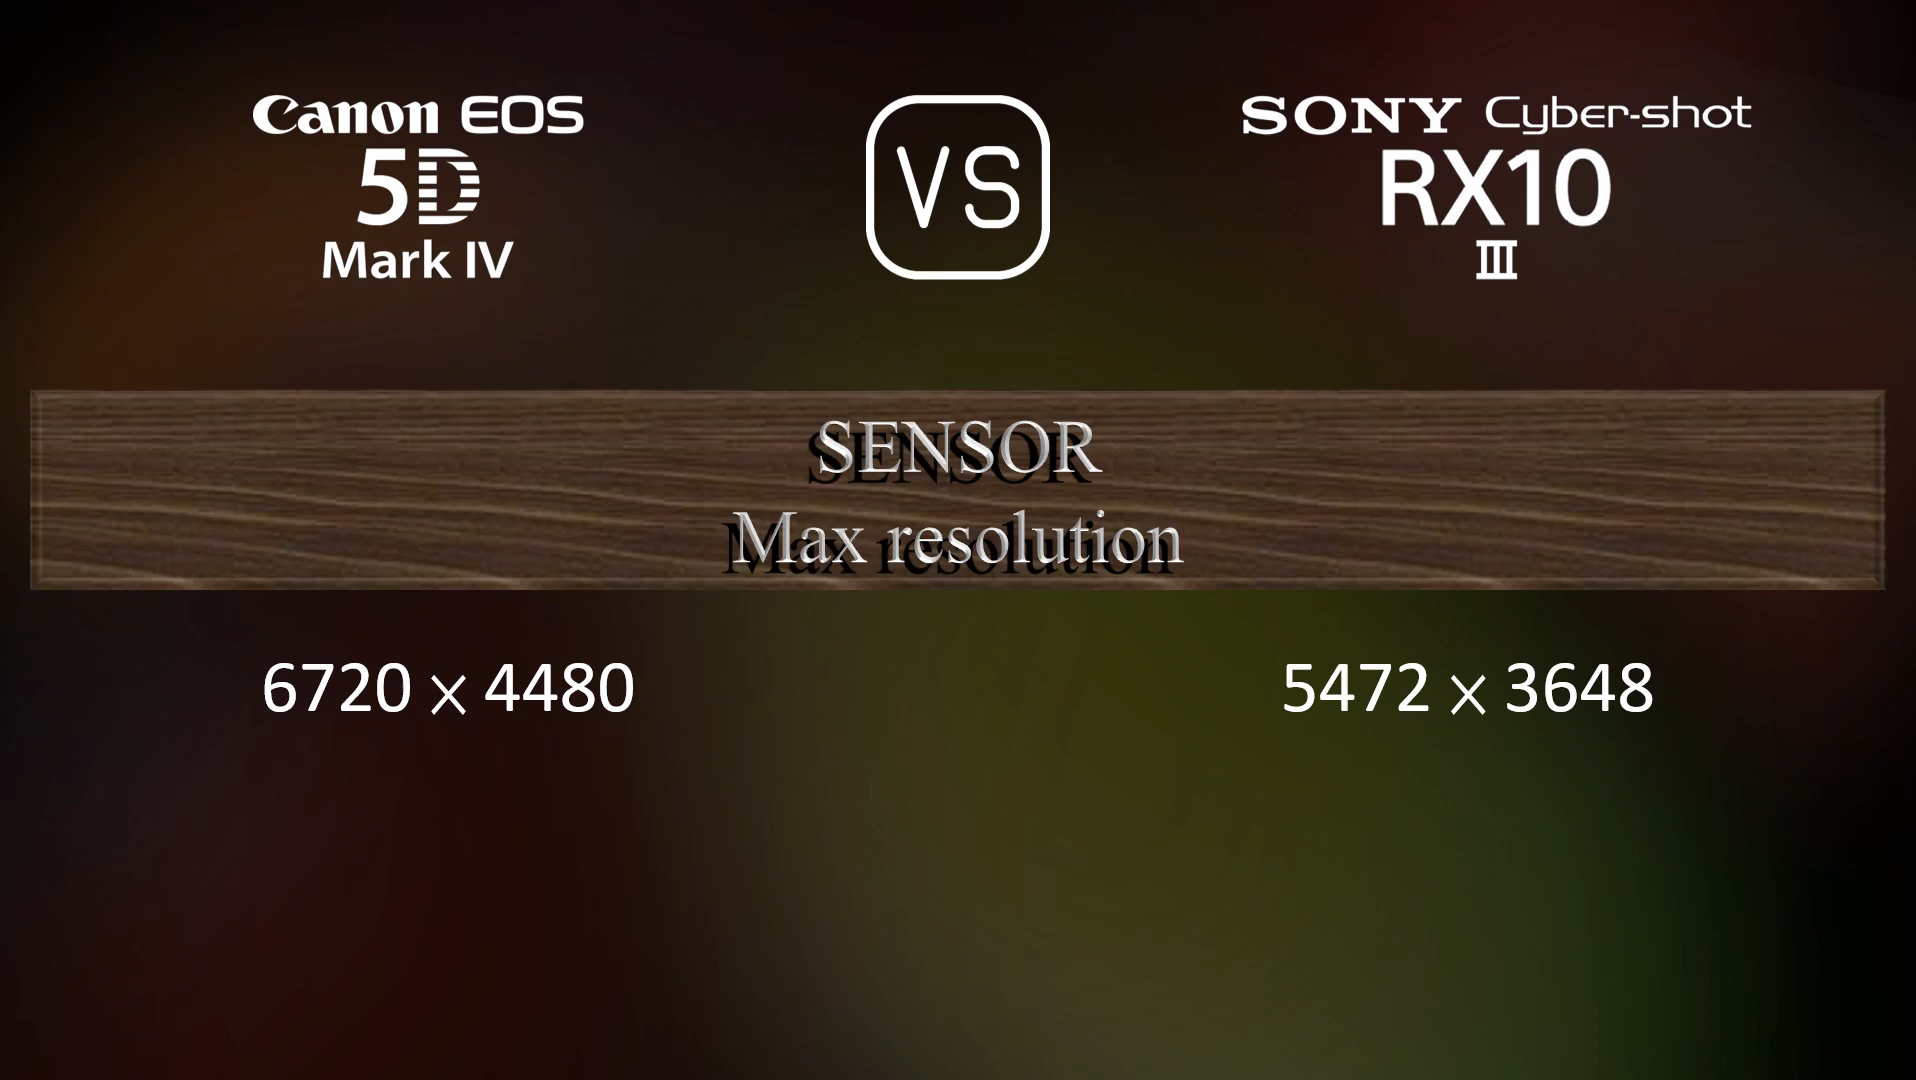 Canon EOS
5D
Mark IV
VS
SONY Cyber-shot
RX10
III
SENSOR
Max resolution
6720 x 4480
5472 x 3648